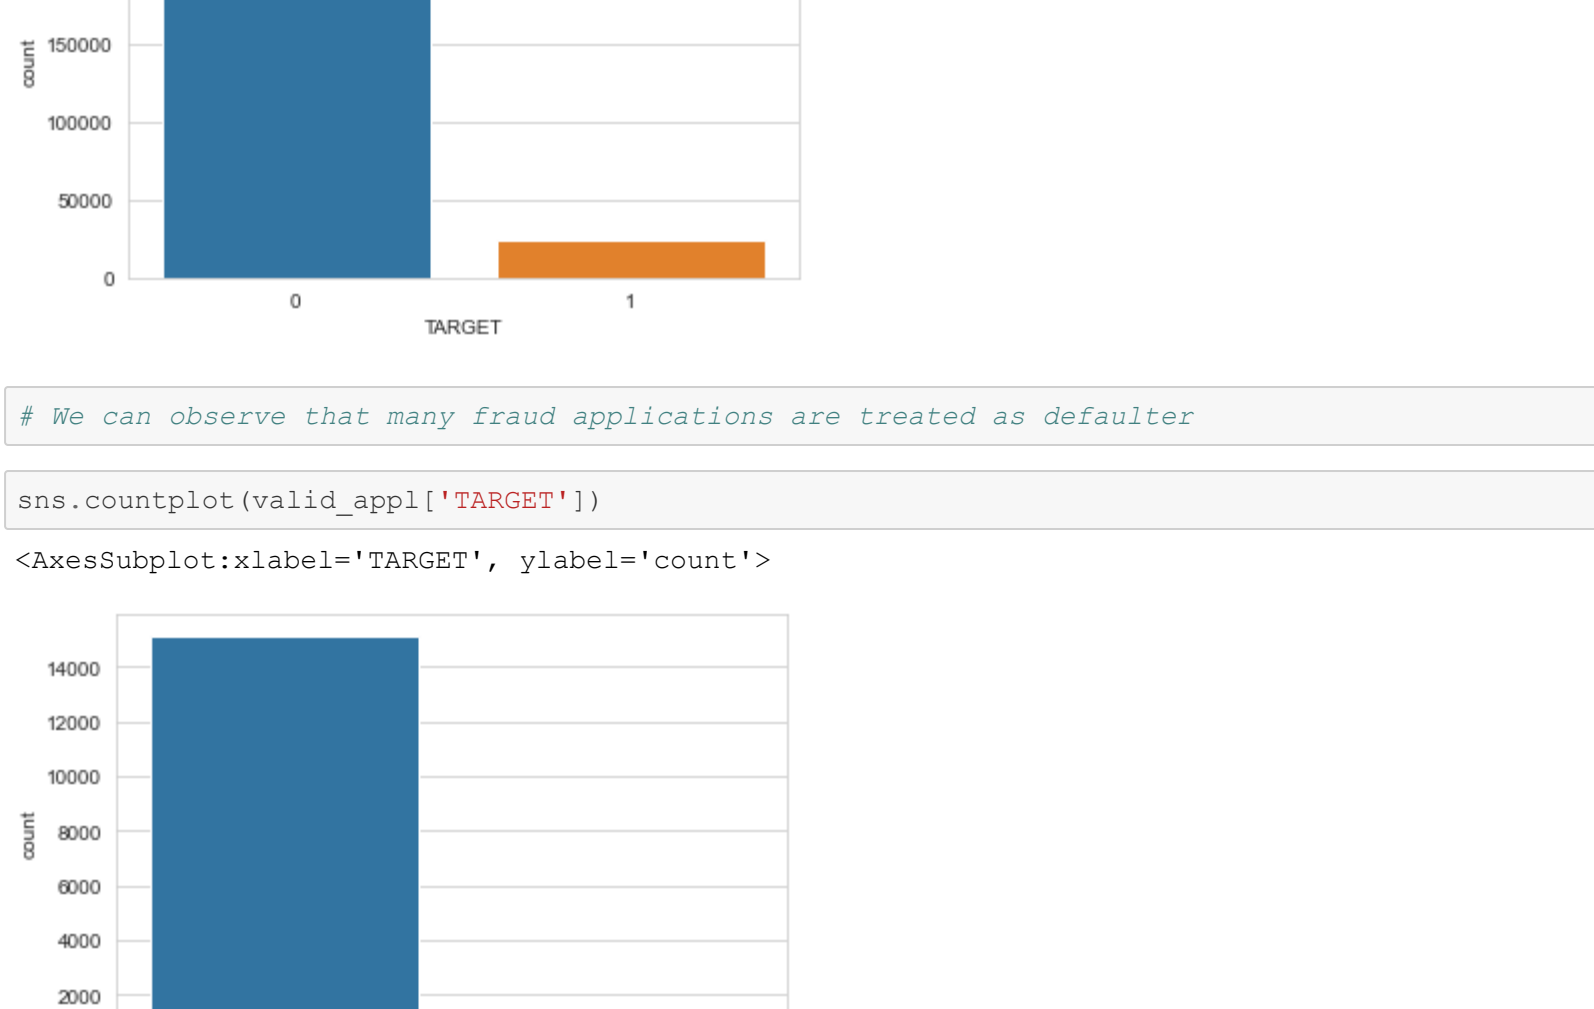 150000
count
100000
50000
0
0 1
TARGET
# We can observe that many fraud applications are treated as defaulter
sns.countplot(valid_appl['TARGET'])
<AxesSubplot:xlabel='TARGET', ylabel='count'>
14000
12000
10000
count
8000
6000
4000
2000